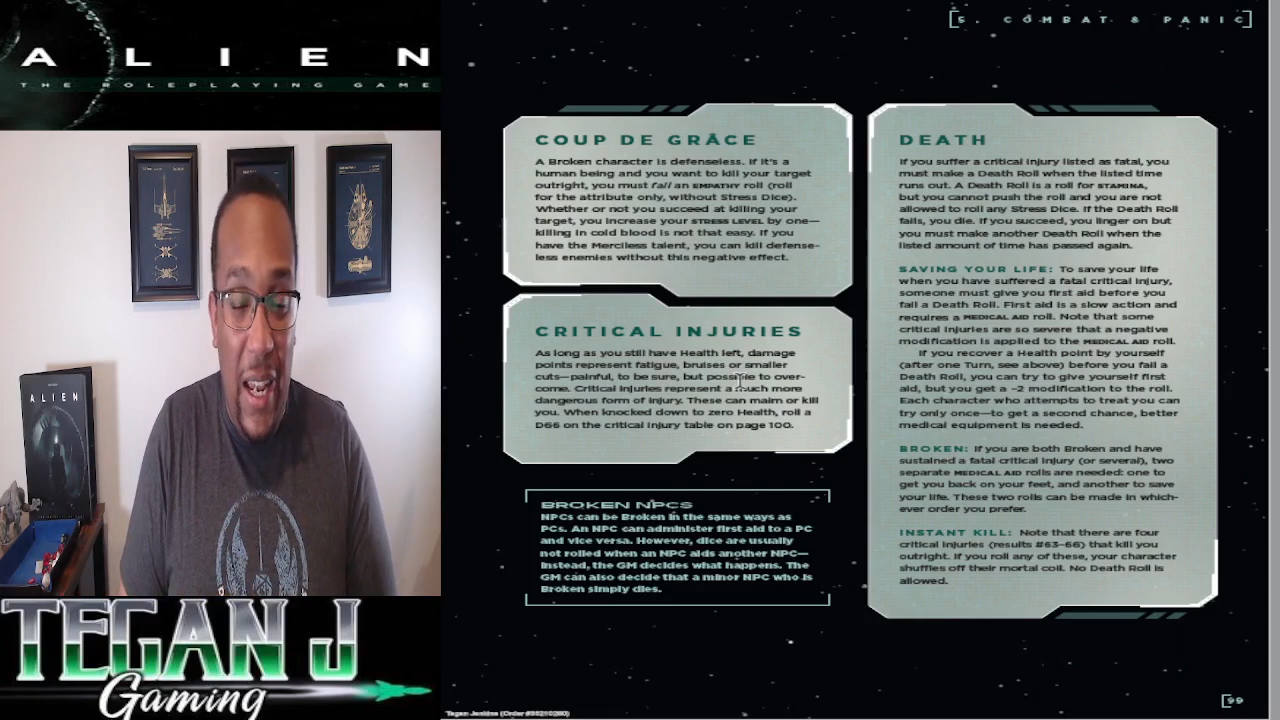 ALIEN
THE ROLEPLAYING GAME
ALIEN
TEGAN J
Gaming
5. COMBAT & PANIC
COUP DE GRÂCE
A Broken character is defenseless. If it's a
human being and you want to kill your target
outright, you must fail an EMPATHY roll (roll
for the attribute only, without Stress Dice).
Whether or not you succeed at killing your
target, you increase your STRESS LEVEL by one—
killing in cold blood is not that easy. If you
have the Merciless talent, you can kill defense-
less enemies without this negative effect.
CRITICAL INJURIES
As long as you still have Health left, damage
points represent fatigue, bruises or smaller
cuts—painful, to be sure, but possible to over-
come. Critical injuries represent a much more
dangerous form of injury. These can maim or kill
you. When knocked down to zero Health, roll a
D66 on the critical injury table on page 100.
BROKEN NPCS
NPCs can be Broken in the same ways as
PCs. An NPC can administer first aid to a PC
and vice versa. However, dice are usually
not rolled when an NPC aids another NPC—
instead, the GM decides what happens. The
GM can also decide that a minor NPC who is
Broken simply dies.
DEATH
If you suffer a critical injury listed as fatal, you
must make a Death Roll when the listed time
runs out. A Death Roll is a roll for STAMINA,
but you cannot push the roll and you are not
allowed to roll any Stress Dice. If the Death Roll
fails, you die. If you succeed, you linger on but
you must make another Death Roll when the
listed amount of time has passed again.
SAVING YOUR LIFE: To save your life
when you have suffered a fatal critical injury,
someone must give you first aid before you
fail a Death Roll. First aid is a slow action and
requires a MEDICAL AID roll. Note that some
critical injuries are so severe that a negative
modification is applied to the MEDICAL AID roll.
If you recover a Health point by yourself
(after one Turn, see above) before you fail a
Death Roll, you can try to give yourself first
aid, but you get a -2 modification to the roll.
Each character who attempts to treat you can
try only once—to get a second chance, better
medical equipment is needed.
BROKEN: If you are both Broken and have
sustained a fatal critical injury (or several), two
separate MEDICAL AID rolls are needed: one to
get you back on your feet, and another to save
your life. These two rolls can be made in which-
ever order you prefer.
INSTANT KILL: Note that there are four
critical injuries (results #63-66) that kill you
outright. If you roll any of these, your character
shuffles off their mortal coil. No Death Roll is
allowed.
99